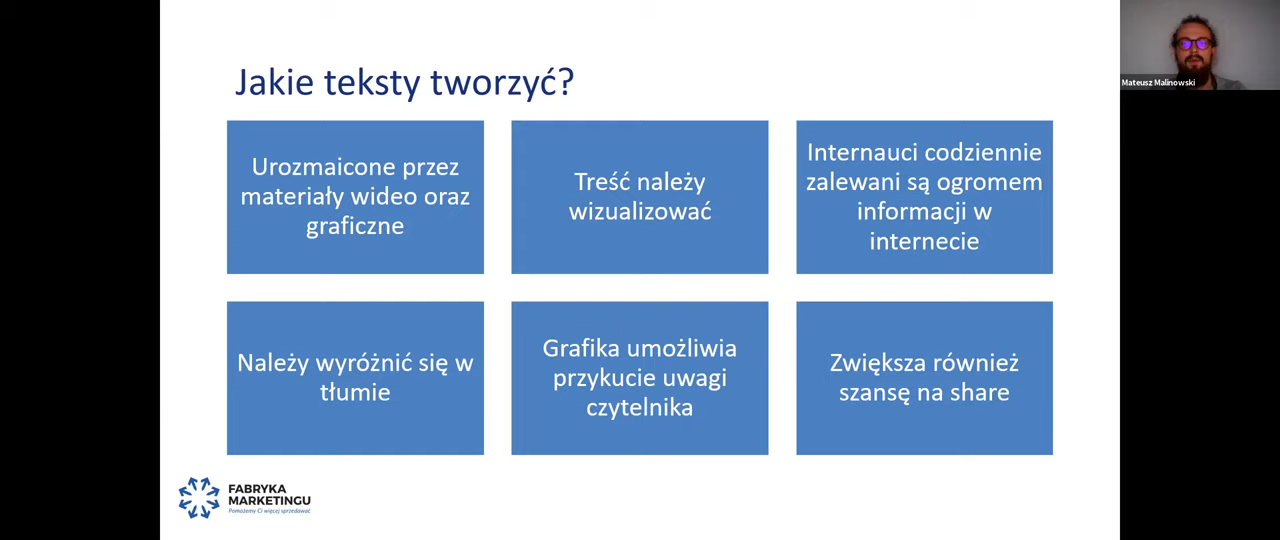 Jakie teksty tworzyć?
Urozmaicone przez
materiały wideo oraz
graficzne
Treść należy
wizualizować
Internauci codziennie
zalewani są ogromem
informacji w
internecie
Należy wyróżnić się w
tłumie
Grafika umożliwia
przykucie uwagi
czytelnika
Zwiększa również
szansę na share
FABRYKA
MARKETINGU
Pomożemy Ci więcej sprzedawać
Mateusz Malinowski